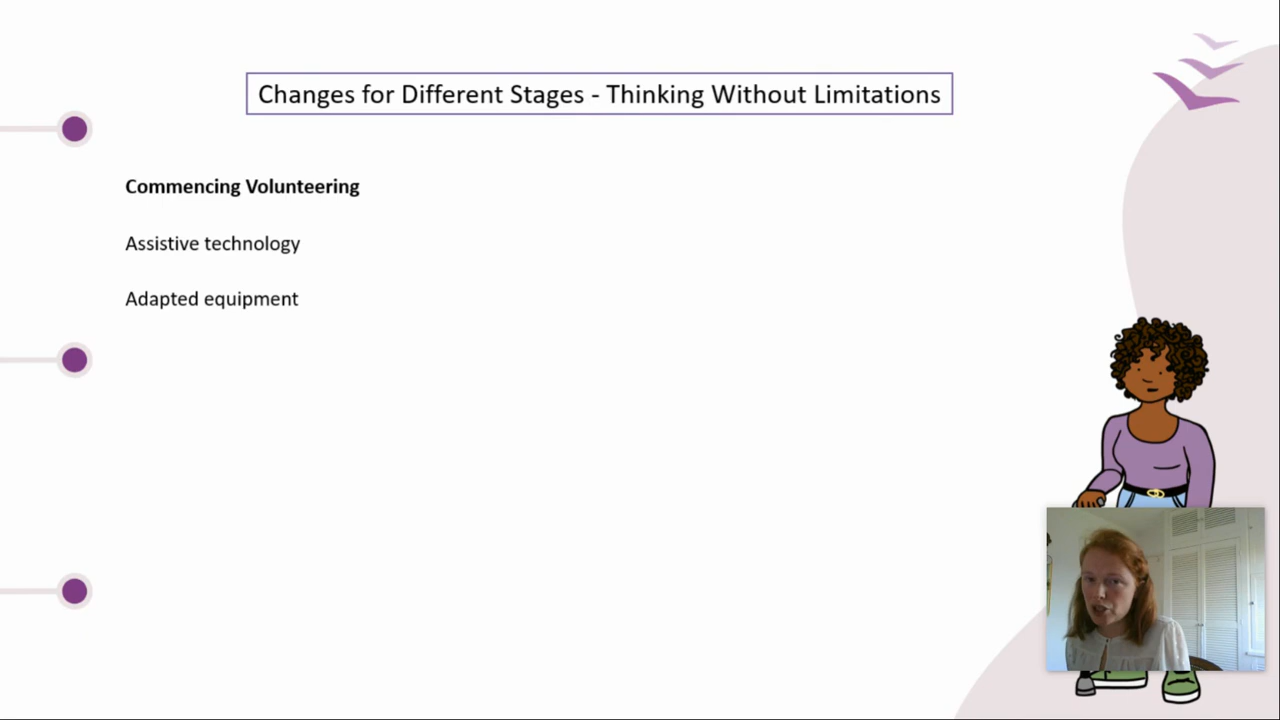 Changes for Different Stages - Thinking Without Limitations
Commencing Volunteering
Assistive technology
Adapted equipment